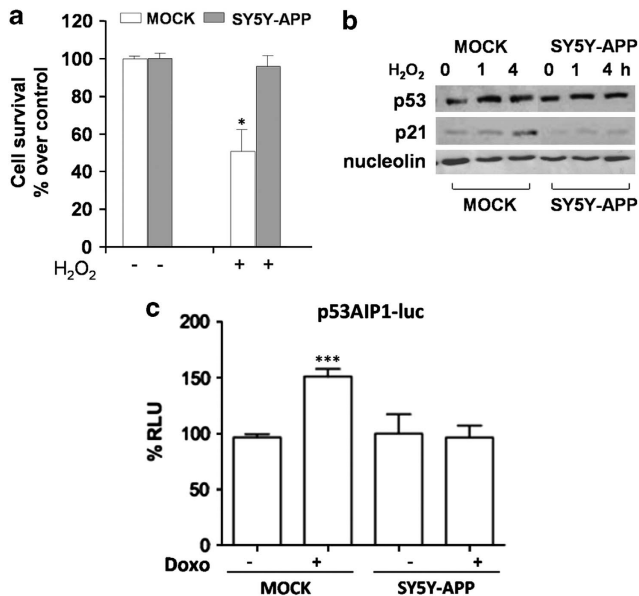 a
MOCK SY5Y-APP
120
100
80
60
40
20
0
Cell survival
% over control
*
H₂O₂ - - + +
b
MOCK SY5Y-APP
H₂O₂ 0 1 4 0 1 4 h
p53
p21
nucleolin
MOCK SY5Y-APP
c
p53AIP1-luc
200
150
100
50
0
% RLU
***
Doxo - + - +
MOCK SY5Y-APP